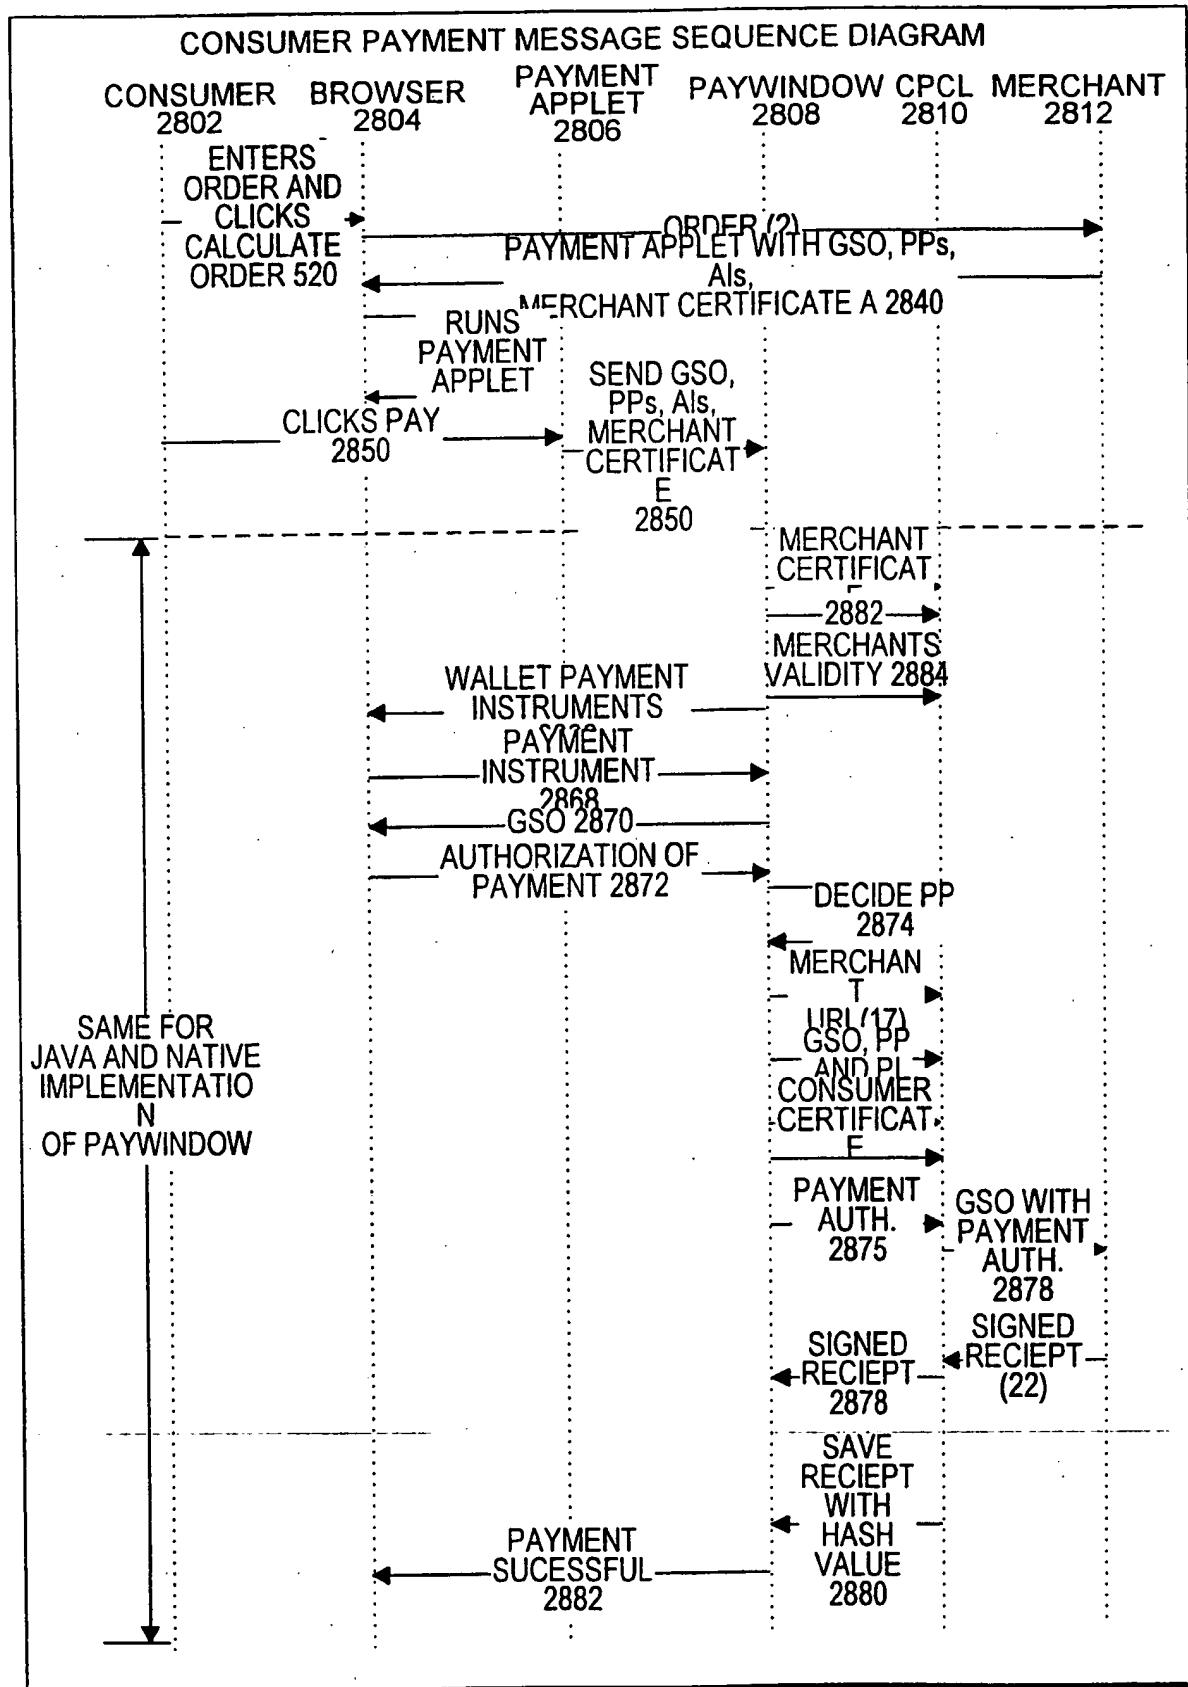 CONSUMER PAYMENT MESSAGE SEQUENCE DIAGRAM
CONSUMER
2802
BROWSER
2804
PAYMENT
APPLET
2806
PAYWINDOW
2808
CPCL
2810
MERCHANT
2812
ENTERS
ORDER AND
CLICKS
CALCULATE
ORDER 520
ORDER (2)
PAYMENT APPLET WITH GSO, PPs,
AIs,
MERCHANT CERTIFICATE A 2840
RUNS
PAYMENT
APPLET
CLICKS PAY
2850
SEND GSO,
PPs, AIs,
MERCHANT
CERTIFICAT
E
2850
MERCHANT
CERTIFICAT
2882
MERCHANTS
VALIDITY 2884
WALLET PAYMENT
INSTRUMENTS
PAYMENT
INSTRUMENT
2868
GSO 2870
AUTHORIZATION OF
PAYMENT 2872
DECIDE PP
2874
MERCHAN
T
URL(17)
GSO, PP
AND PI
CONSUMER
CERTIFICAT
E
PAYMENT
AUTH.
2875
GSO WITH
PAYMENT
AUTH.
2878
SIGNED
RECIEPT
(22)
SIGNED
RECIEPT
2878
SAVE
RECIEPT
WITH
HASH
VALUE
2880
PAYMENT
SUCESSFUL
2882
SAME FOR
JAVA AND NATIVE
IMPLEMENTATIO
N
OF PAYWINDOW